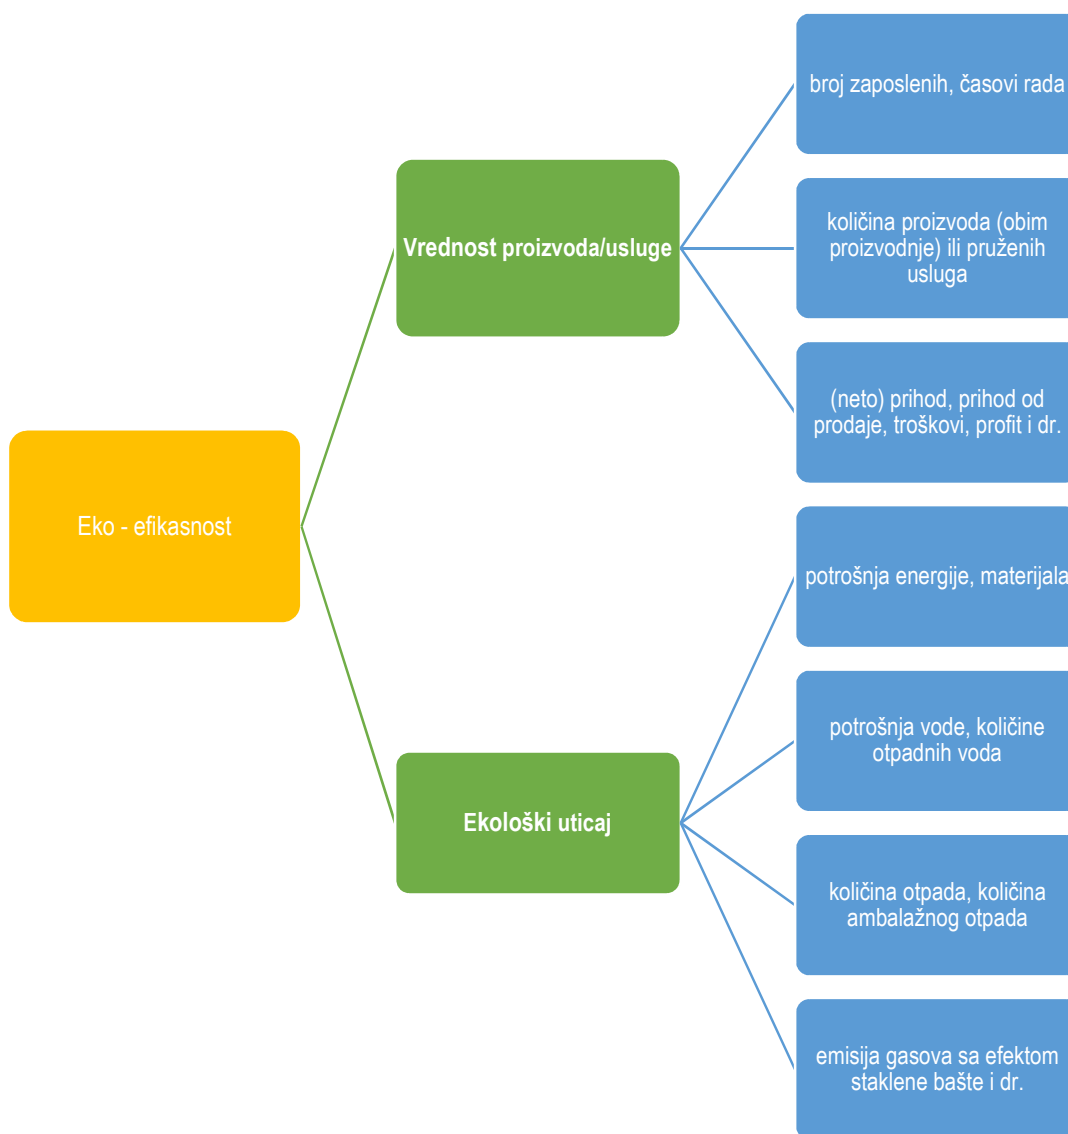 Eko - efikasnost
Vrednost proizvoda/usluge
broj zaposlenih, časovi rada
količina proizvoda (obim
proizvodnje) ili pruženih
usluga
(neto) prihod, prihod od
prodaje, troškovi, profit i dr.
Ekološki uticaj
potrošnja energije, materijala
potrošnja vode, količine
otpadnih voda
količina otpada, količina
ambalažnog otpada
emisija gasova sa efektom
staklene bašte i dr.